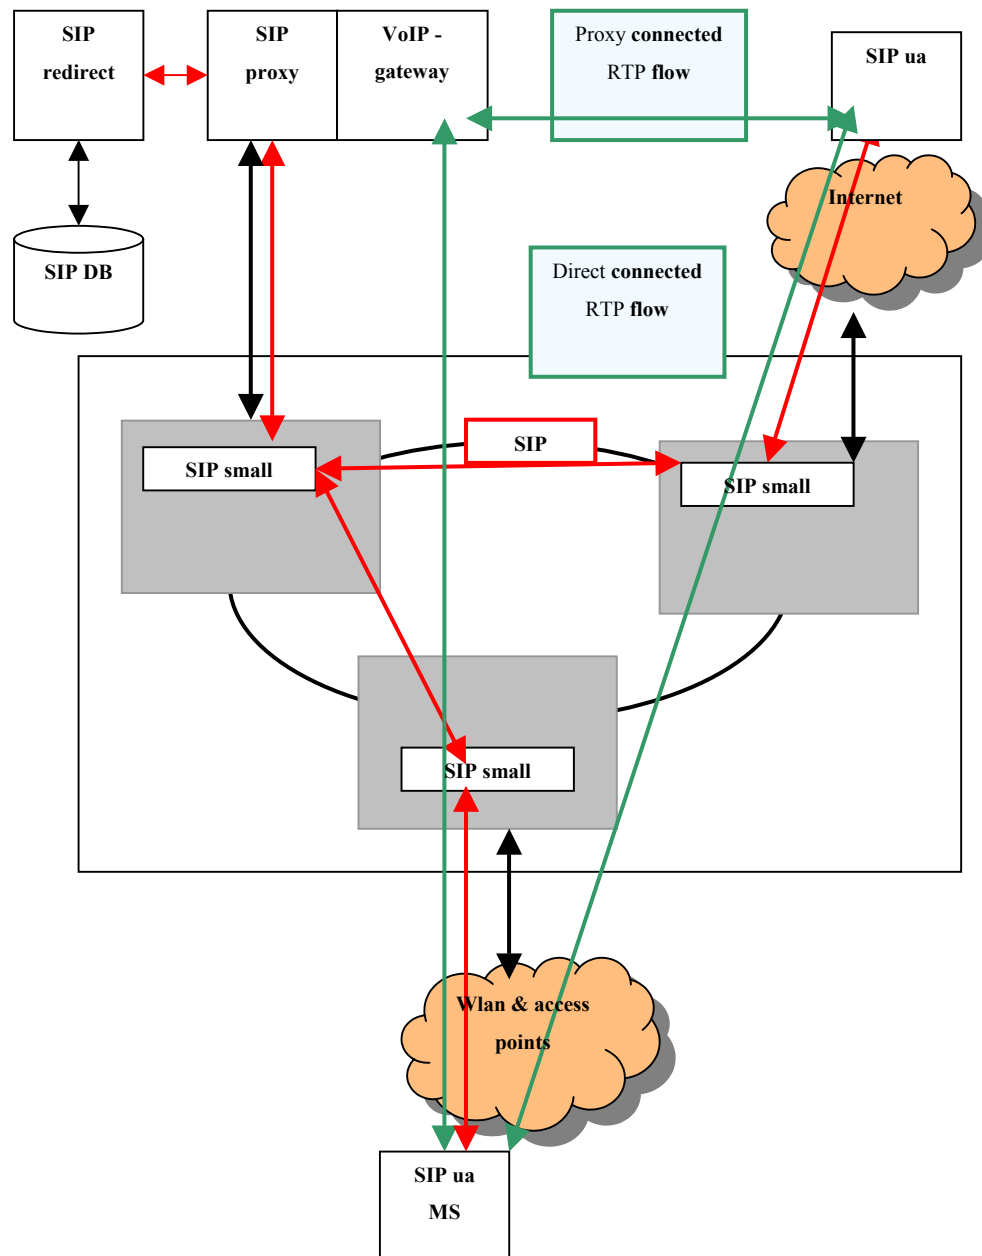 SIP
redirect
SIP
proxy
VoIP -
gateway
Proxy connected
RTP flow
SIP ua
Internet
SIP DB
Direct connected
RTP flow
SIP
SIP small
SIP small
SIP small
Wlan & access
points
SIP ua
MS